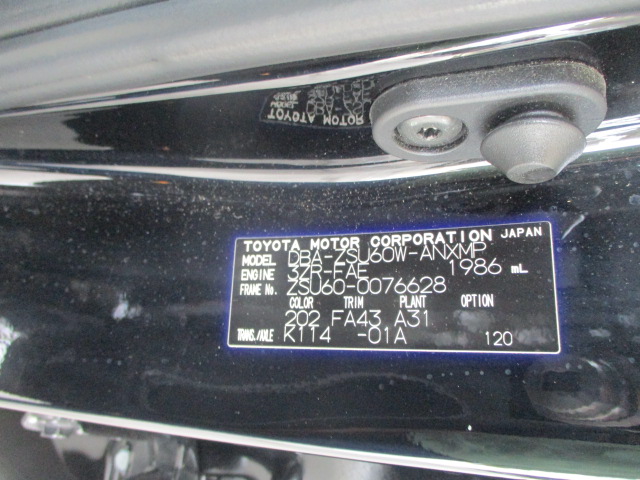 TOYOTA MOTOR CORPORATION JAPAN
MODEL DBA-ZSU60W-ANXMP
ENGINE 3ZR-FAE 1986 mL
FRAME No. ZSU60-0076628
COLOR TRIM PLANT OPTION
202 FA43 A31
TRANS./AXLE K114 -01A 120